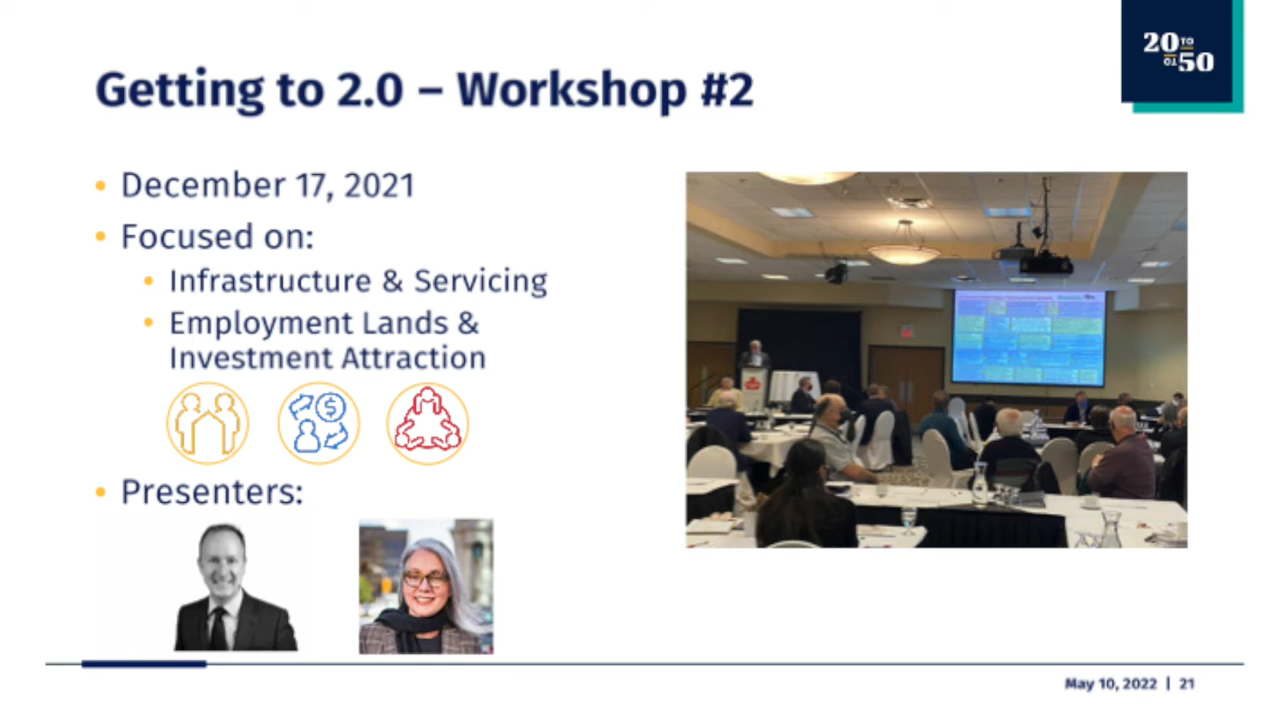 20 TO
TO 50
Getting to 2.0 – Workshop #2
• December 17, 2021
• Focused on:
• Infrastructure & Servicing
• Employment Lands &
Investment Attraction
$
• Presenters:
May 10, 2022 | 21